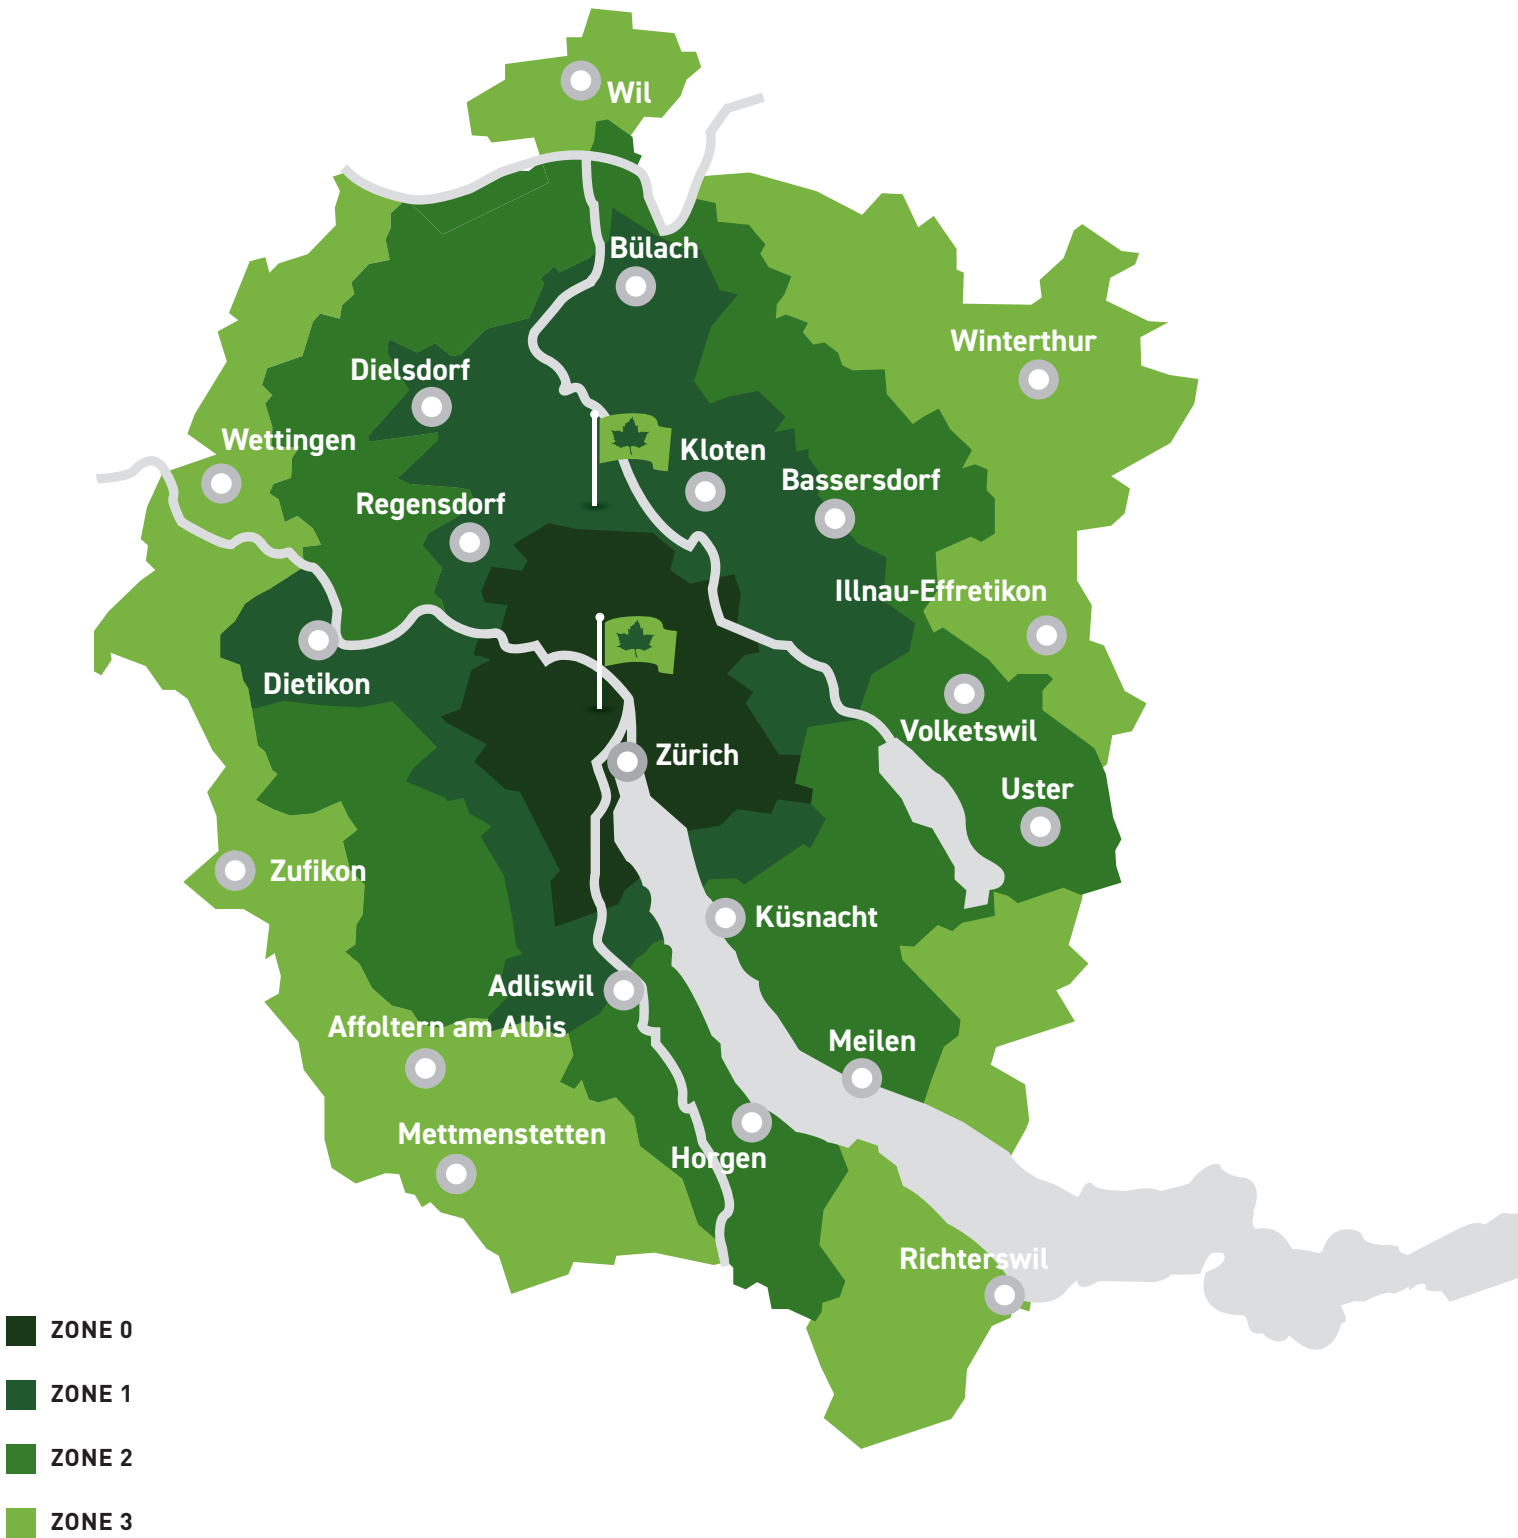 Wil
Bülach
Winterthur
Dielsdorf
Wettingen
Kloten
Bassersdorf
Regensdorf
Illnau-Effretikon
Dietikon
Volketswil
Zürich
Uster
Zufikon
Küsnacht
Adliswil
Affoltern am Albis
Meilen
Mettmenstetten
Horgen
Richterswil
ZONE 0
ZONE 1
ZONE 2
ZONE 3